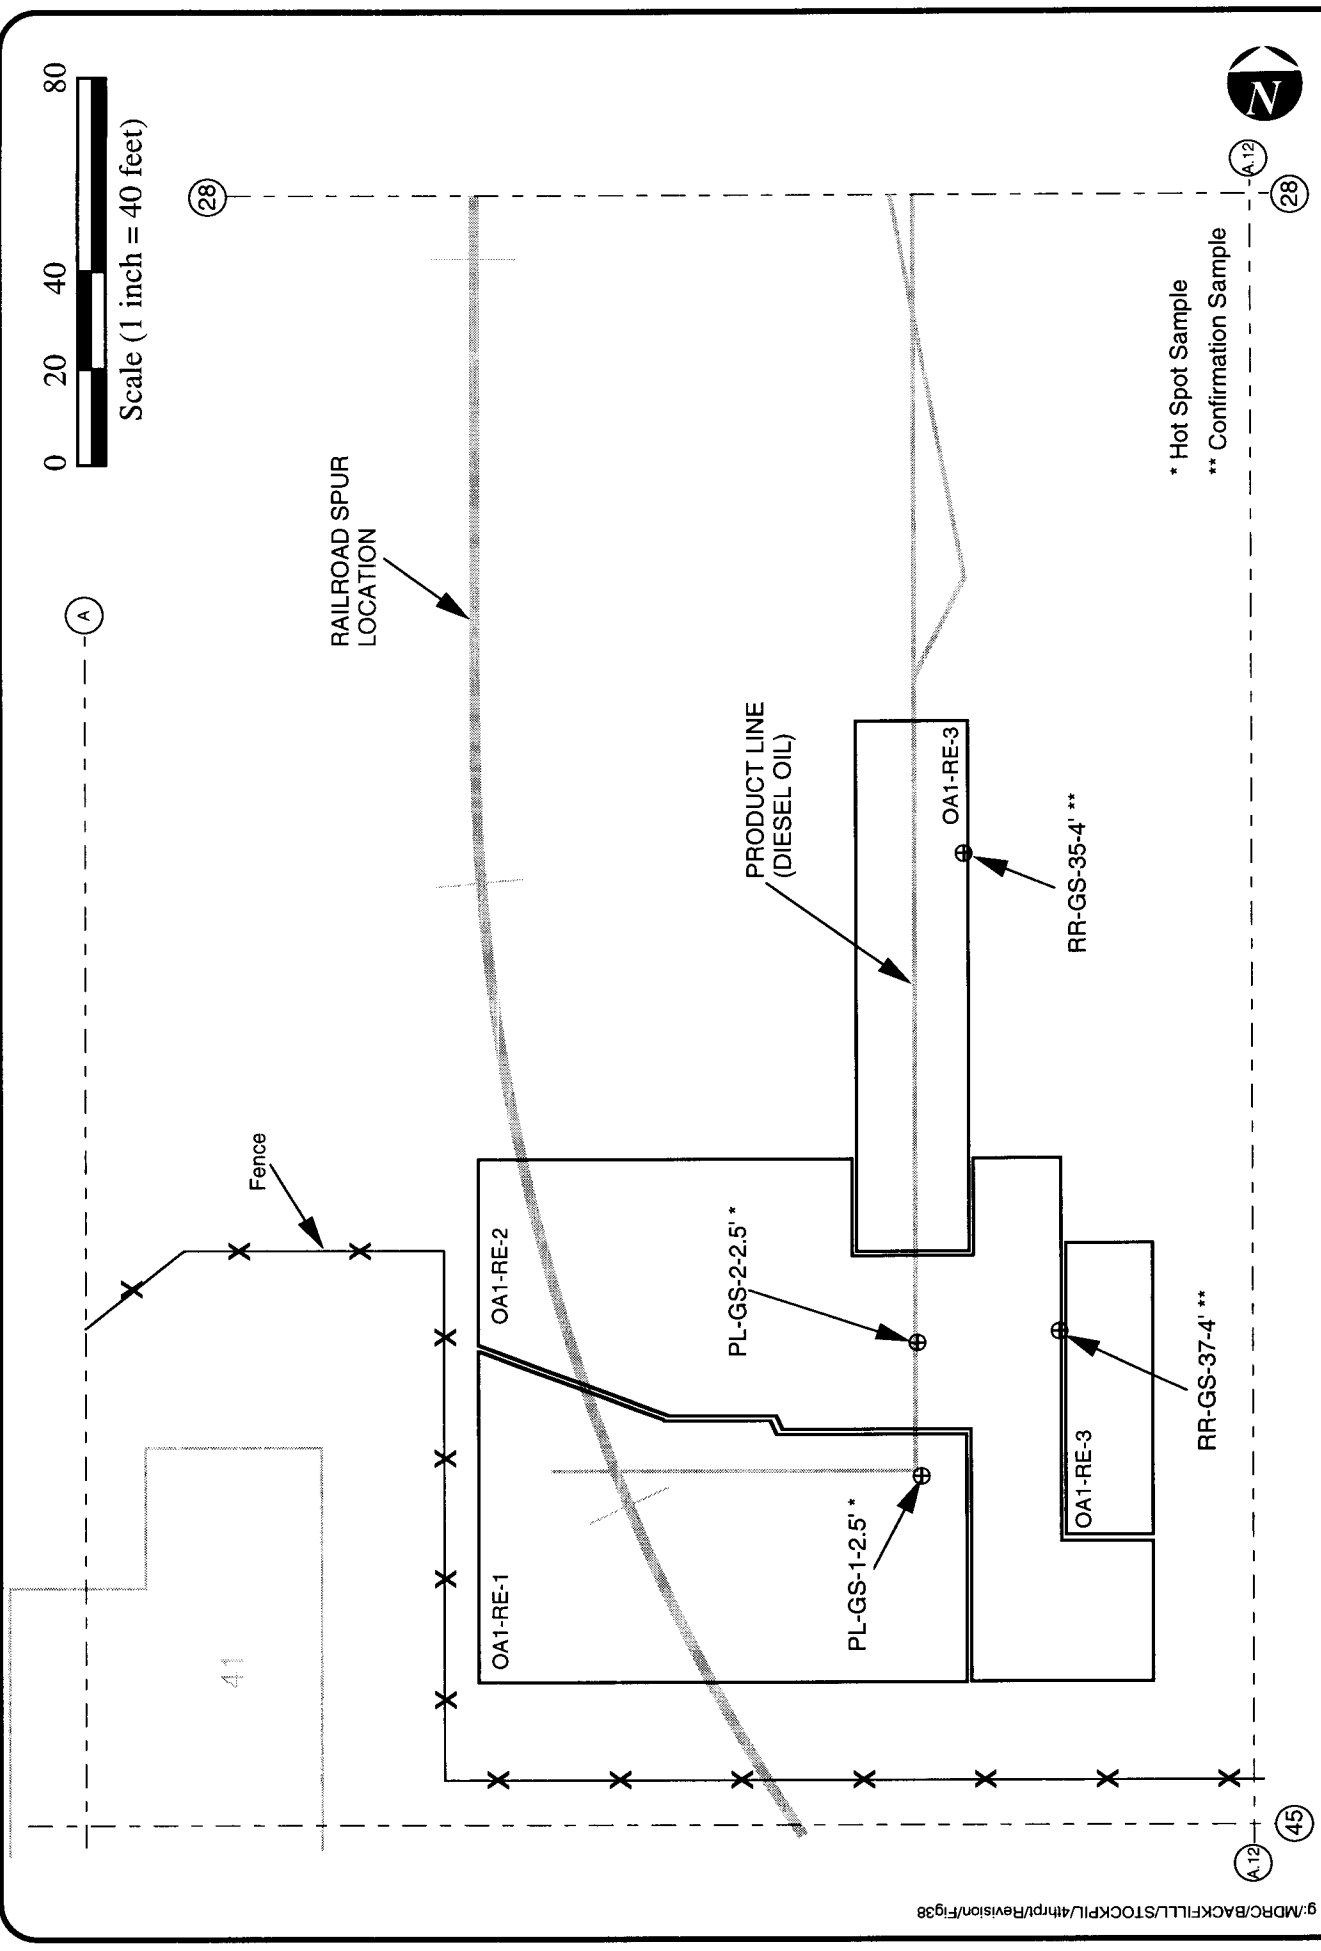 0 20 40 80
Scale (1 inch = 40 feet)
28
A
RAILROAD SPUR
LOCATION
Fence
41
OA1-RE-1
OA1-RE-2
PRODUCT LINE
(DIESEL OIL)
PL-GS-2-2.5' *
PL-GS-1-2.5' *
OA1-RE-3
RR-GS-35-4' **
OA1-RE-3
RR-GS-37-4' **
* Hot Spot Sample
** Confirmation Sample
N
A.12
28
A.12
45
g:/MDRC/BACKFILLL/STOCKPIL/4thrpt/Revision/Fig38